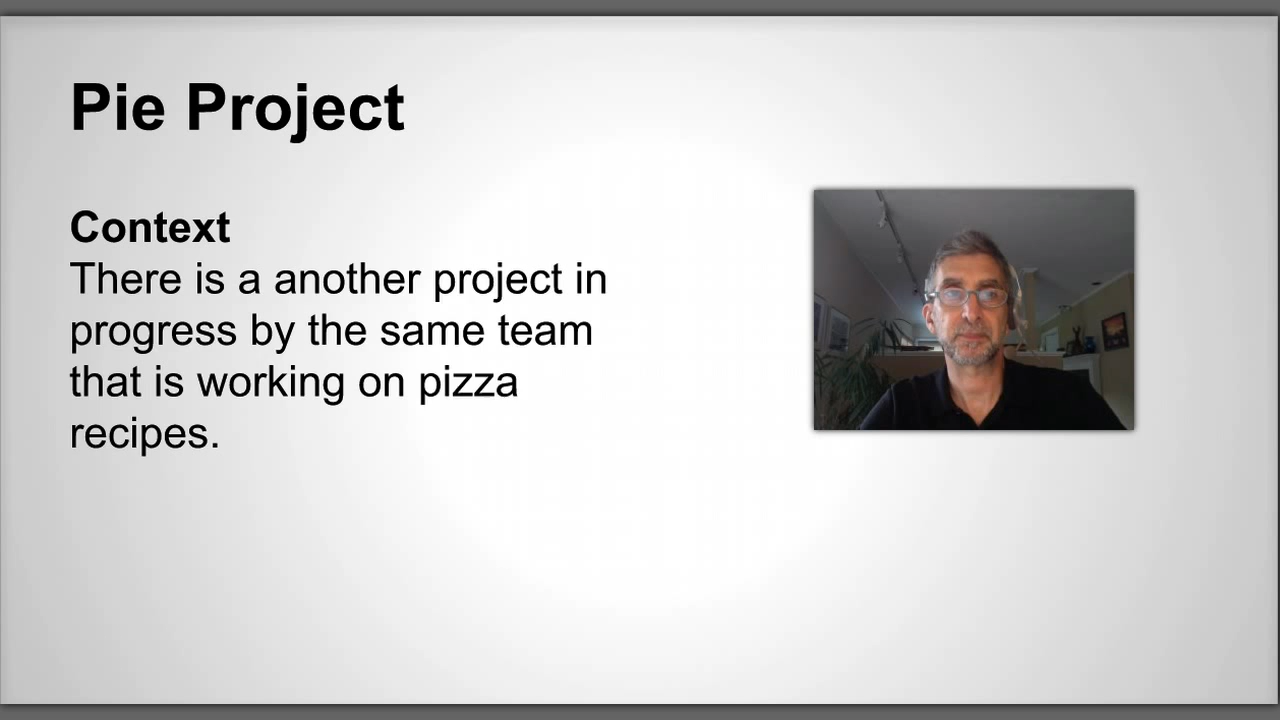 Pie Project
Context
There is a another project in
progress by the same team
that is working on pizza
recipes.